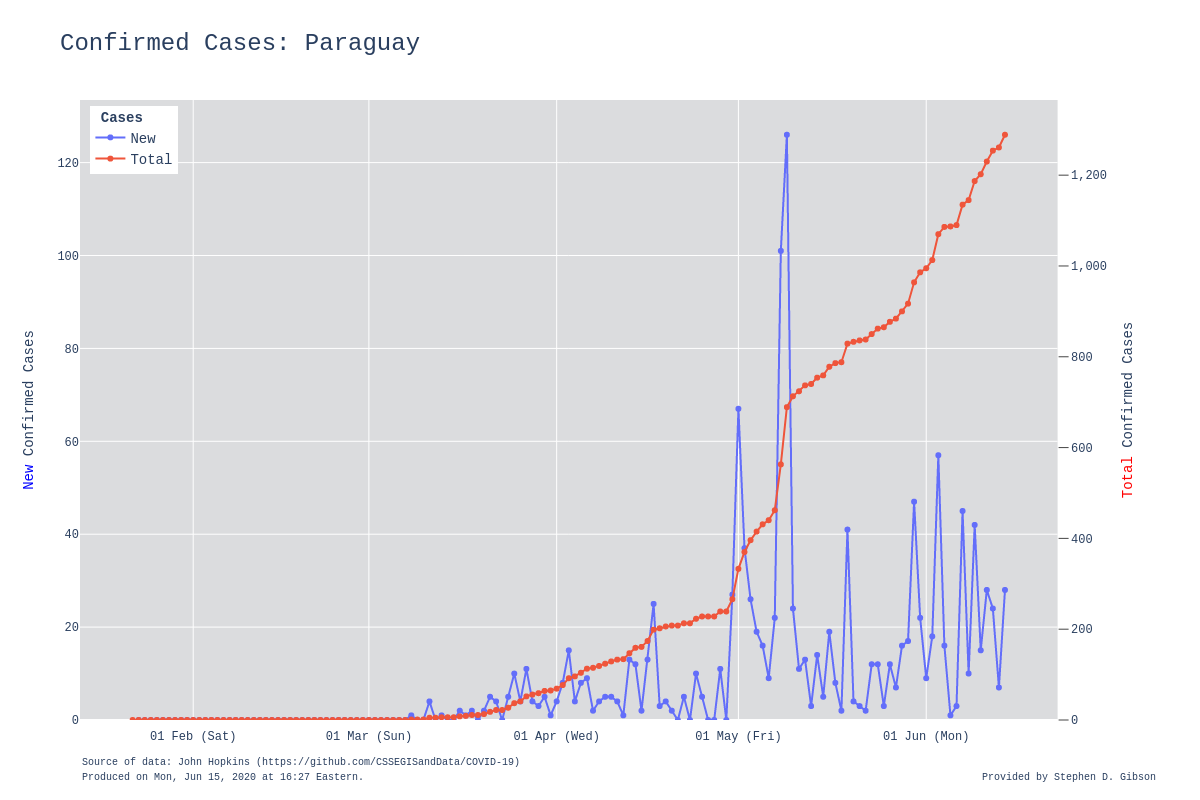 Confirmed Cases: Paraguay
Cases
New
Total
120
100
80
60
40
20
0
1,200
1,000
800
600
400
200
0
New Confirmed Cases
Total Confirmed Cases
01 Feb (Sat)
01 Mar (Sun)
01 Apr (Wed)
01 May (Fri)
01 Jun (Mon)
Source of data: John Hopkins (https://github.com/CSSEGISandData/COVID-19)
Produced on Mon, Jun 15, 2020 at 16:27 Eastern.
Provided by Stephen D. Gibson